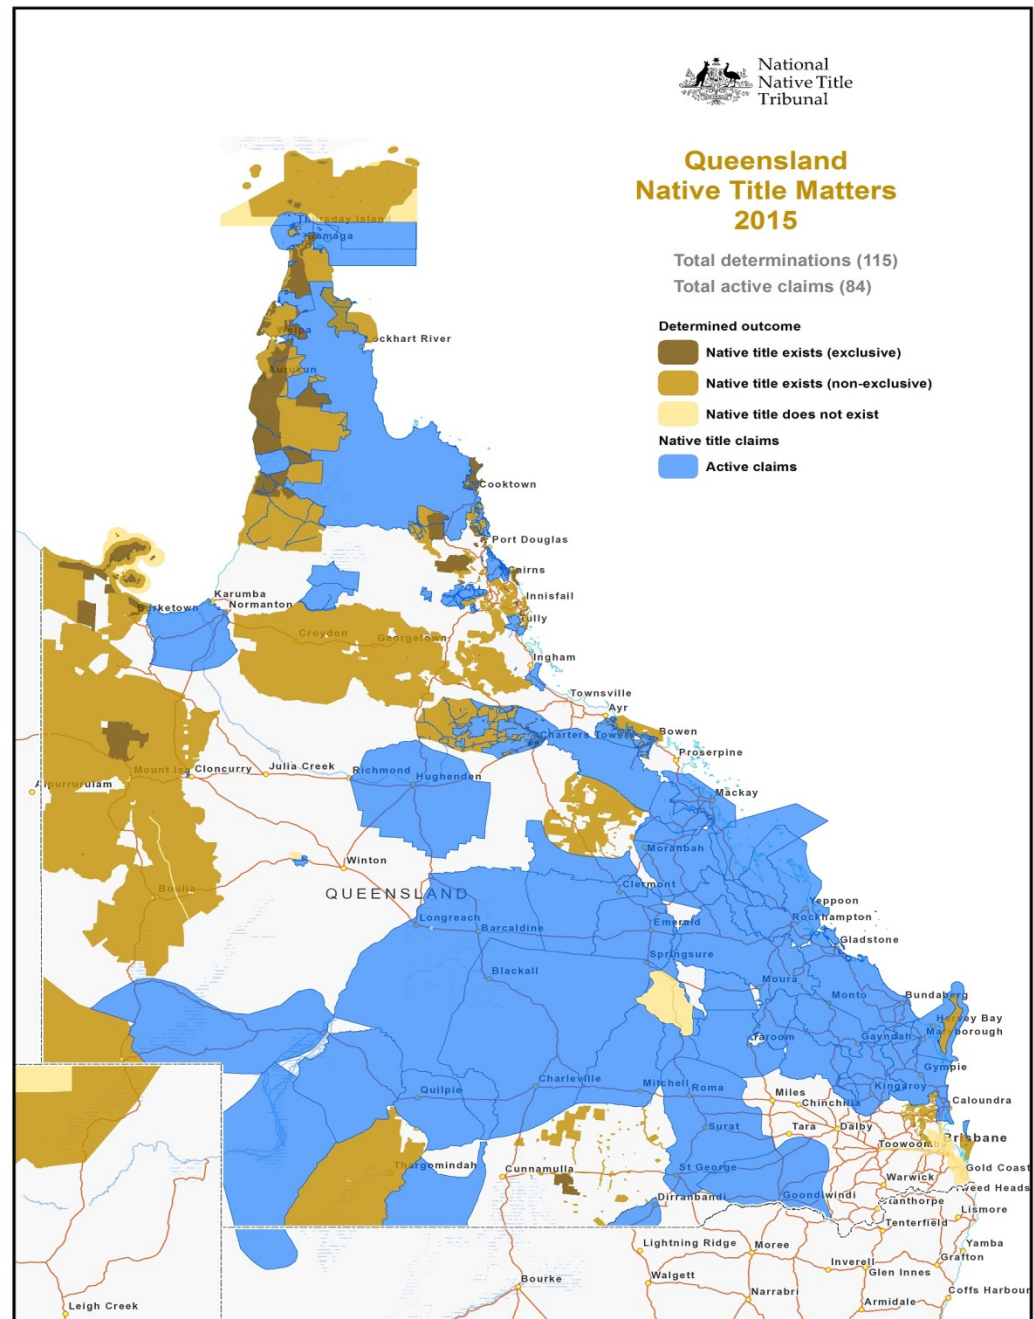 National
Native Title
Tribunal
Queensland
Native Title Matters
2015
Total determinations (115)
Total active claims (84)
Determined outcome
Native title exists (exclusive)
Native title exists (non-exclusive)
Native title does not exist
Native title claims
Active claims
Thursday Island
Bamaga
Weipa
Lockhart River
Aurukun
Cooktown
Port Douglas
Cairns
Karumba
Innisfail
Burketown
Normanton
Tully
Croydon
Georgetown
Ingham
Townsville
Ayr
Charters Towers
Bowen
Proserpine
Mount Isa
Cloncurry
Julia Creek
Richmond
Hughenden
Alpurrurulam
Mackay
Moranbah
Winton
Boulia
QUEENSLAND
Clermont
Yeppoon
Longreach
Barcaldine
Emerald
Rockhampton
Gladstone
Blackall
Springsure
Moura
Monto
Bundaberg
Hervey Bay
Maryborough
Taroom
Gayndah
Gympie
Quilpie
Charleville
Mitchell
Roma
Kingaroy
Miles
Chinchilla
Caloundra
Surat
Tara
Dalby
Toowoomba
Brisbane
Thargomindah
Cunnamulla
St George
Gold Coast
Warwick
Tweed Heads
Dirranbandi
Goondiwindi
Stanthorpe
Lismore
Tenterfield
Lightning Ridge
Moree
Yamba
Inverell
Grafton
Glen Innes
Bourke
Walgett
Narrabri
Coffs Harbour
Leigh Creek
Armidale